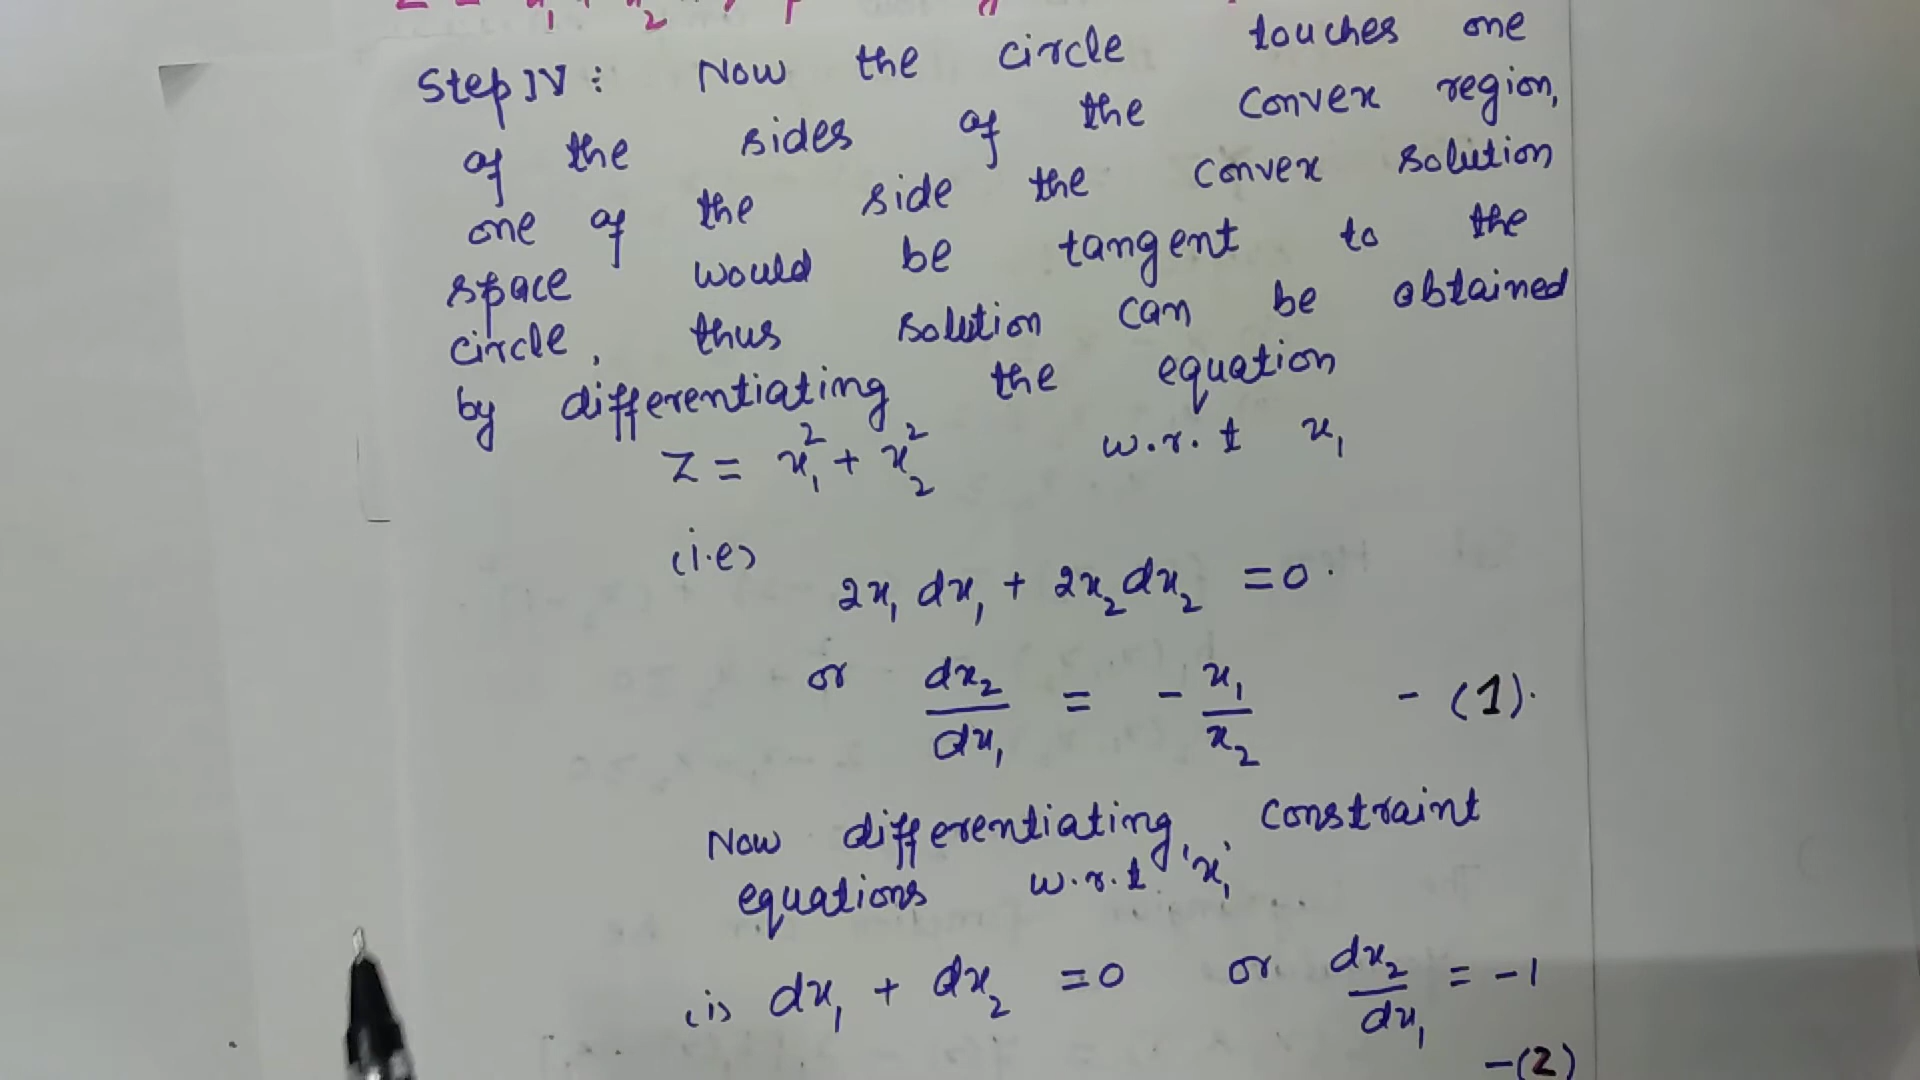 Step IV: Now the circle touches one
of the sides of the convex region,
one of the side the convex solution
space would be tangent to the
circle, thus solution can be obtained
by differentiating the equation
Z = x₁² + x₂² w.r.t x₁
(i.e)
2x₁ dx₁ + 2x₂ dx₂ = 0.
or dx₂/dx₁ = - x₁/x₂ - (1).
Now differentiating constraint
equations w.r.t 'x₁'
(i) dx₁ + dx₂ = 0 or dx₂/dx₁ = -1
-(2)